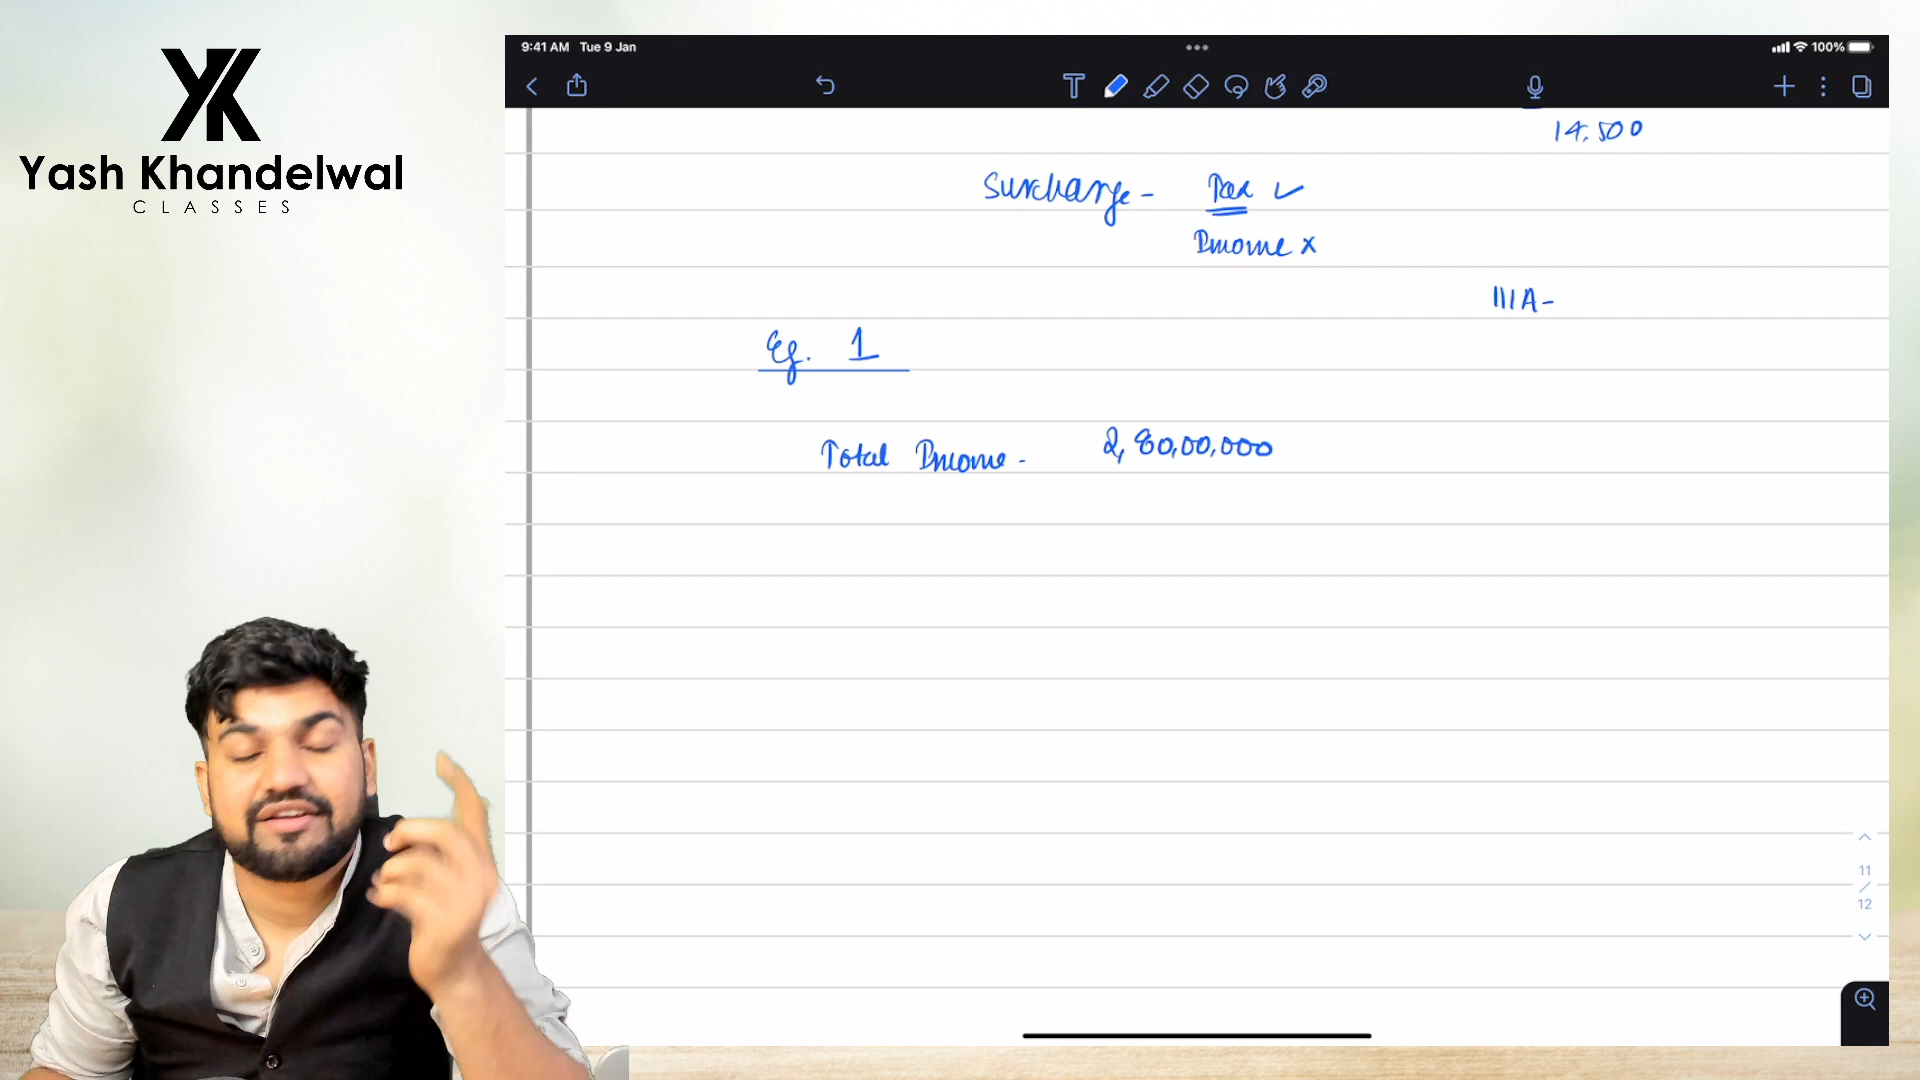 YK
Yash Khandelwal
CLASSES
9:41 AM Tue 9 Jan
100%
14,500
Surcharge - Tax ✓
Income x
111A-
Eg. 1
Total Income - 2,80,00,000
11
/
12